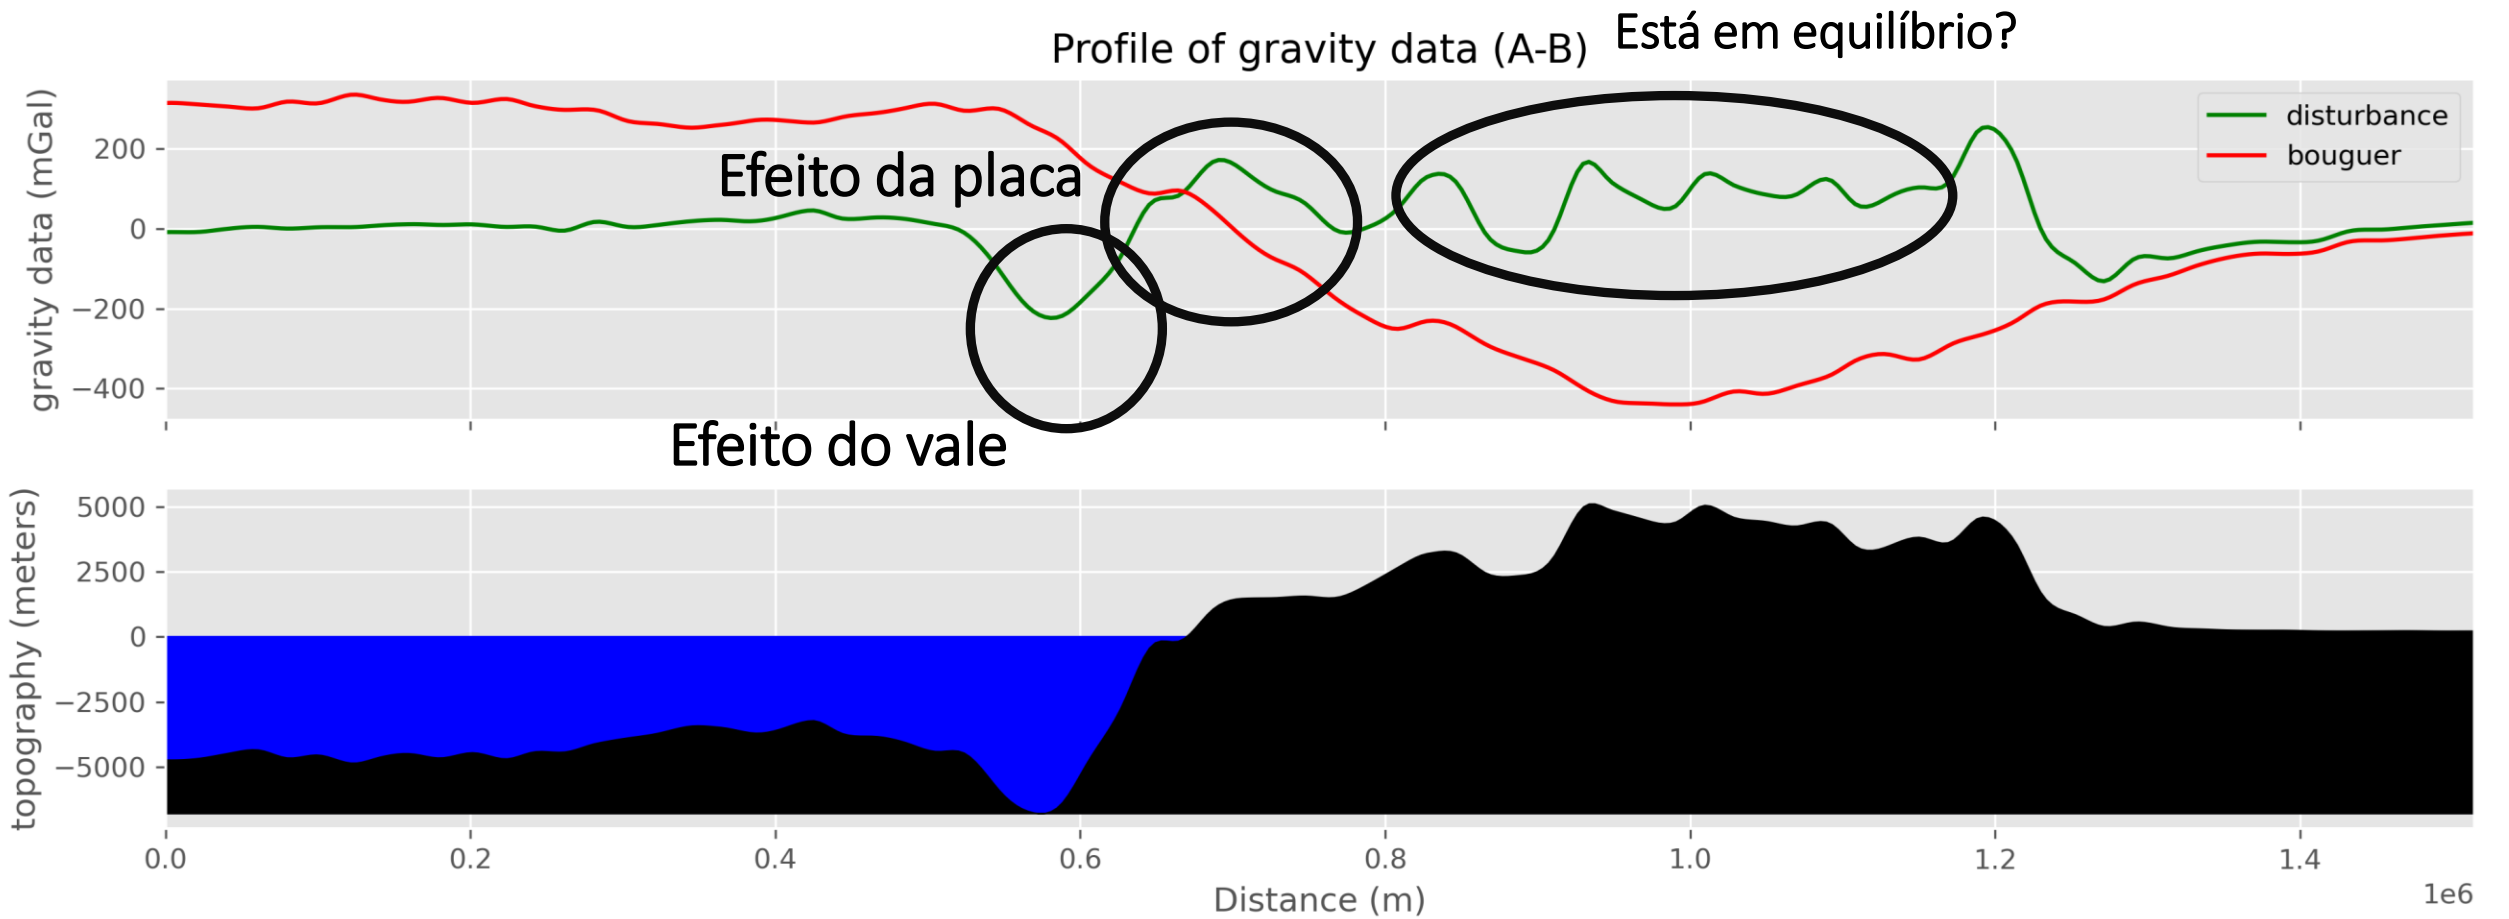 Está em equilíbrio?
Profile of gravity data (A-B)
gravity data (mGal)
200
0
−200
−400
disturbance
bouguer
Efeito da placa
Efeito do vale
topography (meters)
5000
2500
0
−2500
−5000
0.0 0.2 0.4 0.6 0.8 1.0 1.2 1.4
1e6
Distance (m)